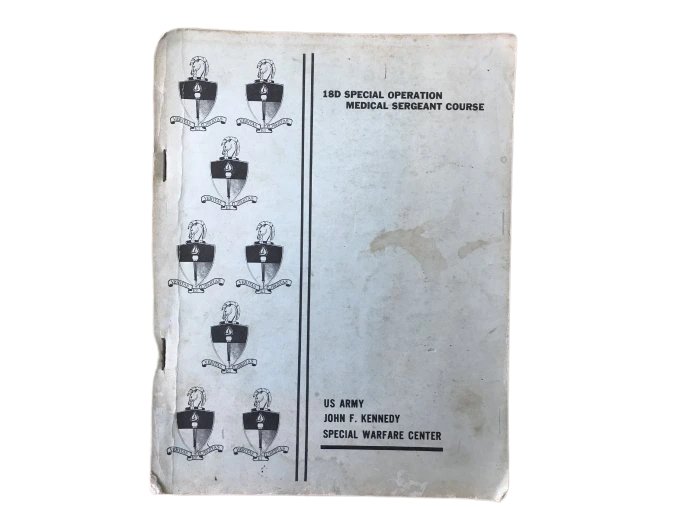 18D SPECIAL OPERATION
MEDICAL SERGEANT COURSE
US ARMY
JOHN F. KENNEDY
SPECIAL WARFARE CENTER